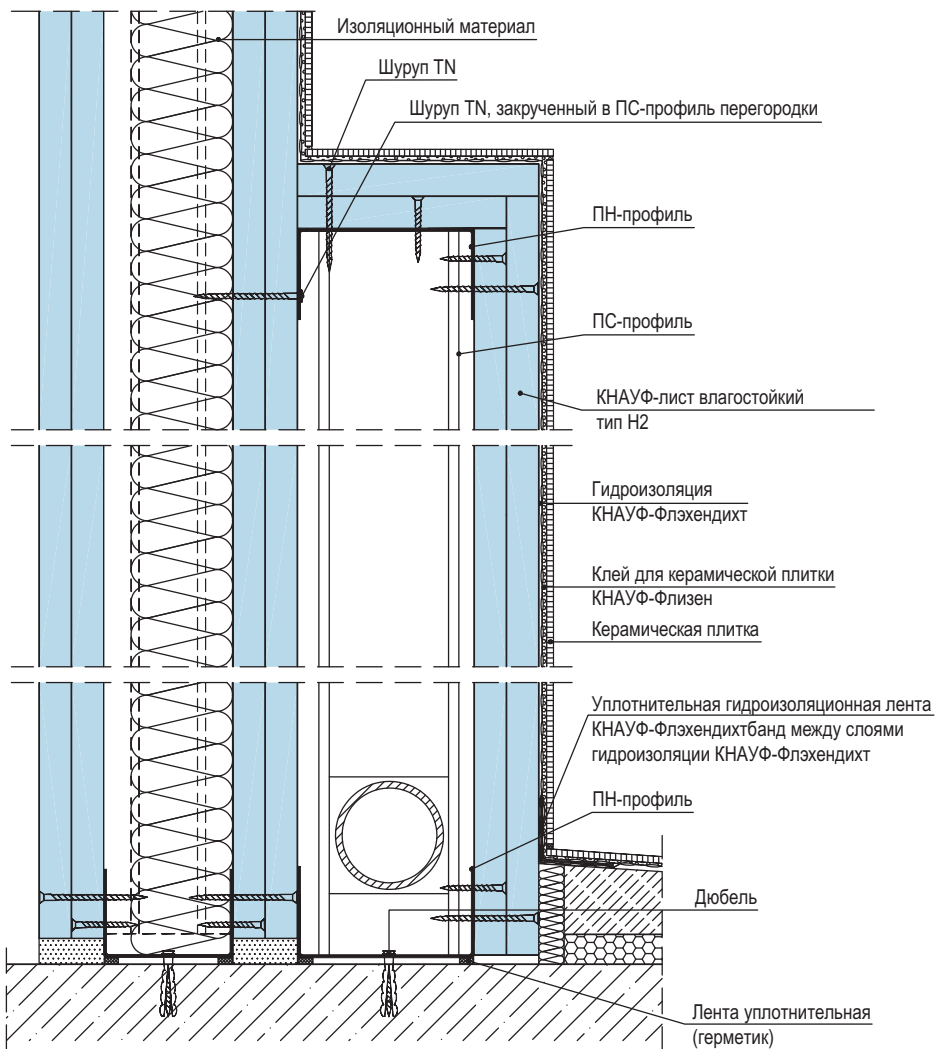 Изоляционный материал
Шуруп TN
Шуруп TN, закрученный в ПС-профиль перегородки
ПН-профиль
ПС-профиль
КНАУФ-лист влагостойкий
тип Н2
Гидроизоляция
КНАУФ-Флэхендихт
Клей для керамической плитки
КНАУФ-Флизен
Керамическая плитка
Уплотнительная гидроизоляционная лента
КНАУФ-Флэхендихтбанд между слоями
гидроизоляции КНАУФ-Флэхендихт
ПН-профиль
Дюбель
Лента уплотнительная
(герметик)